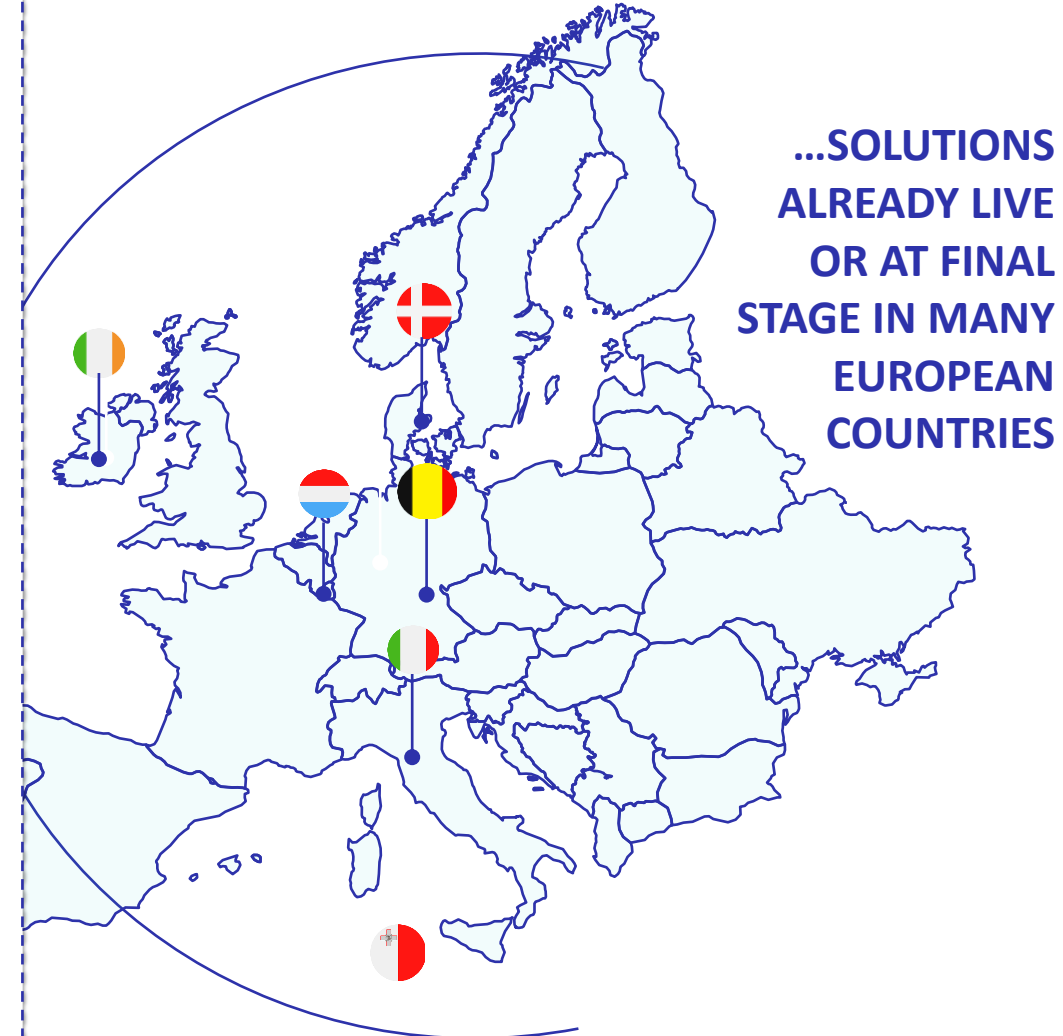 ...SOLUTIONS
ALREADY LIVE
OR AT FINAL
STAGE IN MANY
EUROPEAN
COUNTRIES